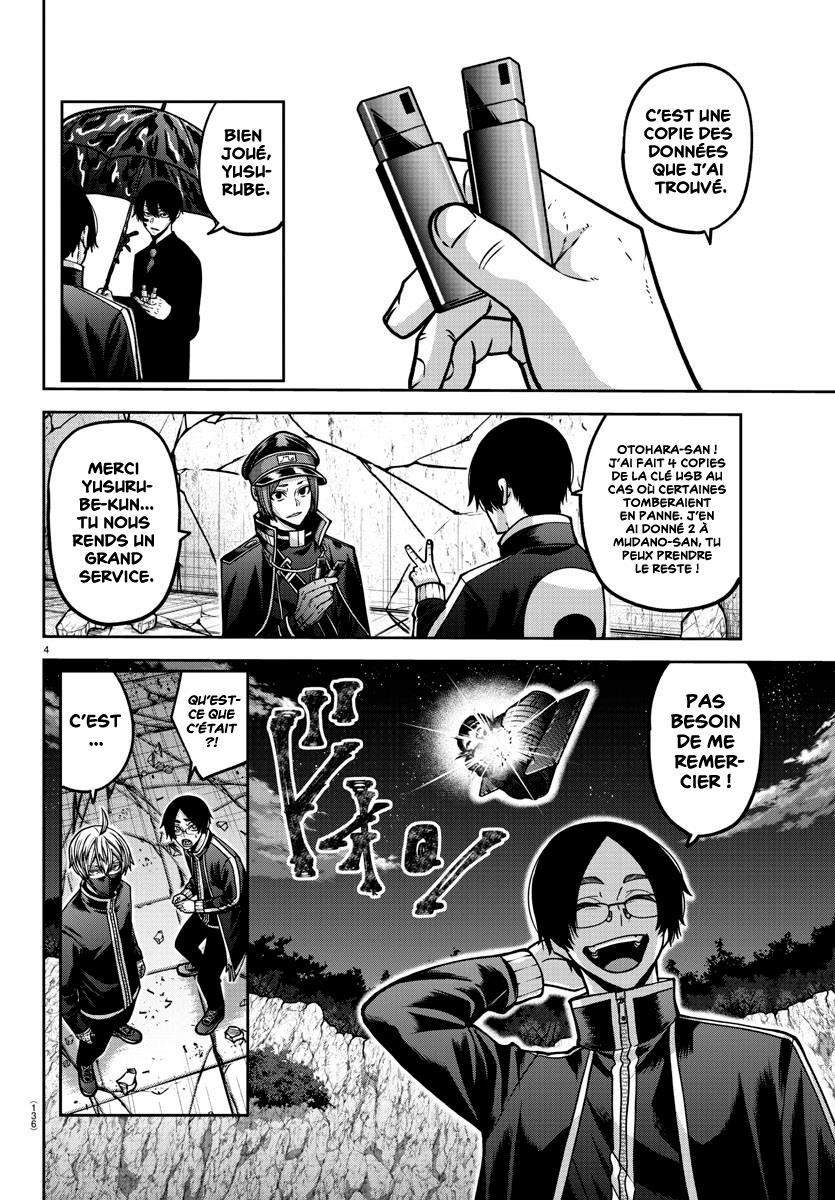 C'EST UNE
COPIE DES
DONNÉES
QUE J'AI
TROUVÉ.
BIEN
JOUÉ,
YUSU-
RUBE.
OTOHARA-SAN !
J'AI FAIT 4 COPIES
DE LA CLÉ USB AU
CAS OÙ CERTAINES
TOMBERAIENT
EN PANNE. J'EN
AI DONNÉ 2 À
MUDANO-SAN, TU
PEUX PRENDRE
LE RESTE !
MERCI
YUSURU-
BE-KUN...
TU NOUS
RENDS UN
GRAND
SERVICE.
4
PAS
BESOIN
DE ME
REMER-
CIER !
QU'EST-
CE QUE
C'ÉTAIT
?!
C'EST
...
(136)